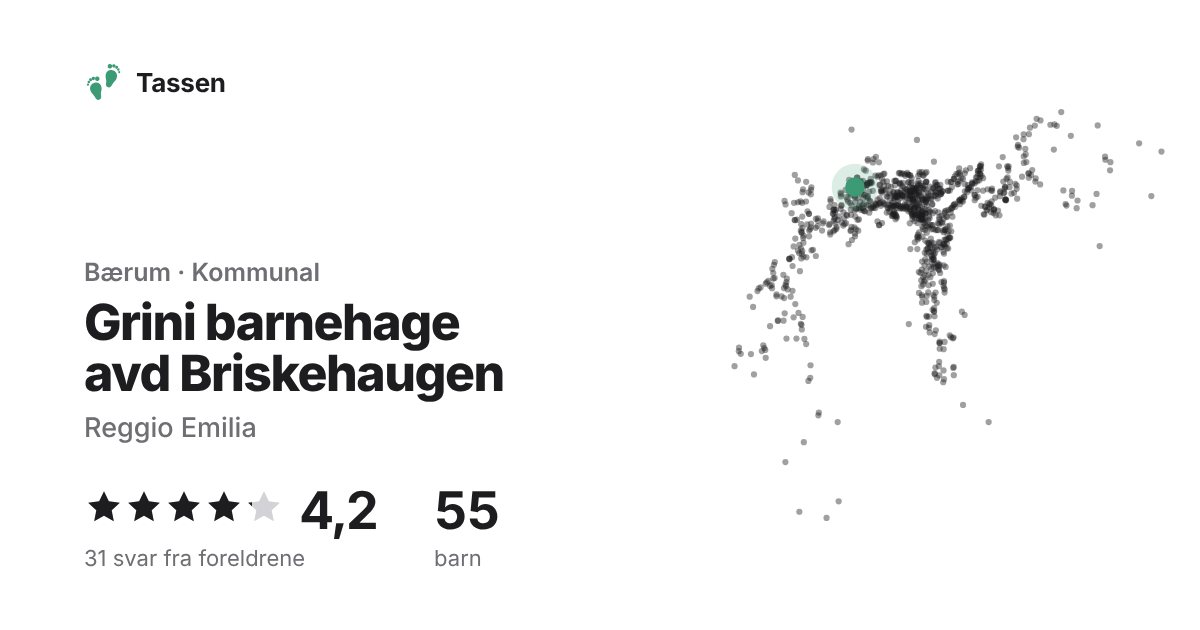 Tassen
Bærum · Kommunal
Grini barnehage
avd Briskehaugen
Reggio Emilia
4,2
31 svar fra foreldrene
55
barn